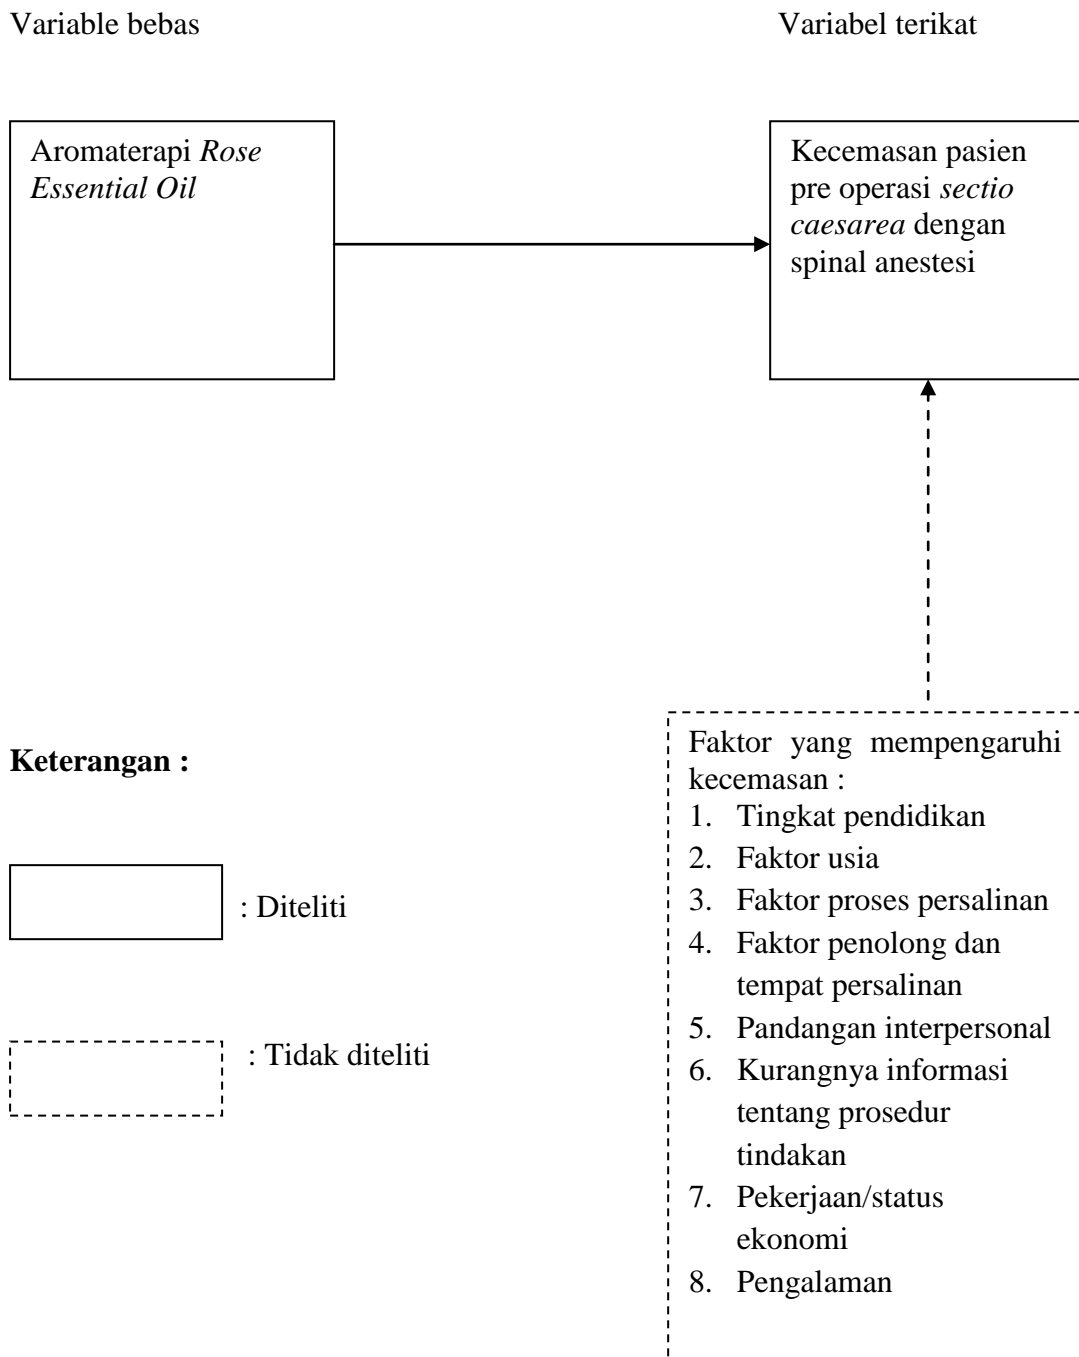 Variable bebas
Variabel terikat
Aromaterapi Rose
Essential Oil
Kecemasan pasien
pre operasi sectio
caesarea dengan
spinal anestesi
Keterangan :
: Diteliti
: Tidak diteliti
Faktor yang mempengaruhi
kecemasan :
1. Tingkat pendidikan
2. Faktor usia
3. Faktor proses persalinan
4. Faktor penolong dan
tempat persalinan
5. Pandangan interpersonal
6. Kurangnya informasi
tentang prosedur
tindakan
7. Pekerjaan/status
ekonomi
8. Pengalaman